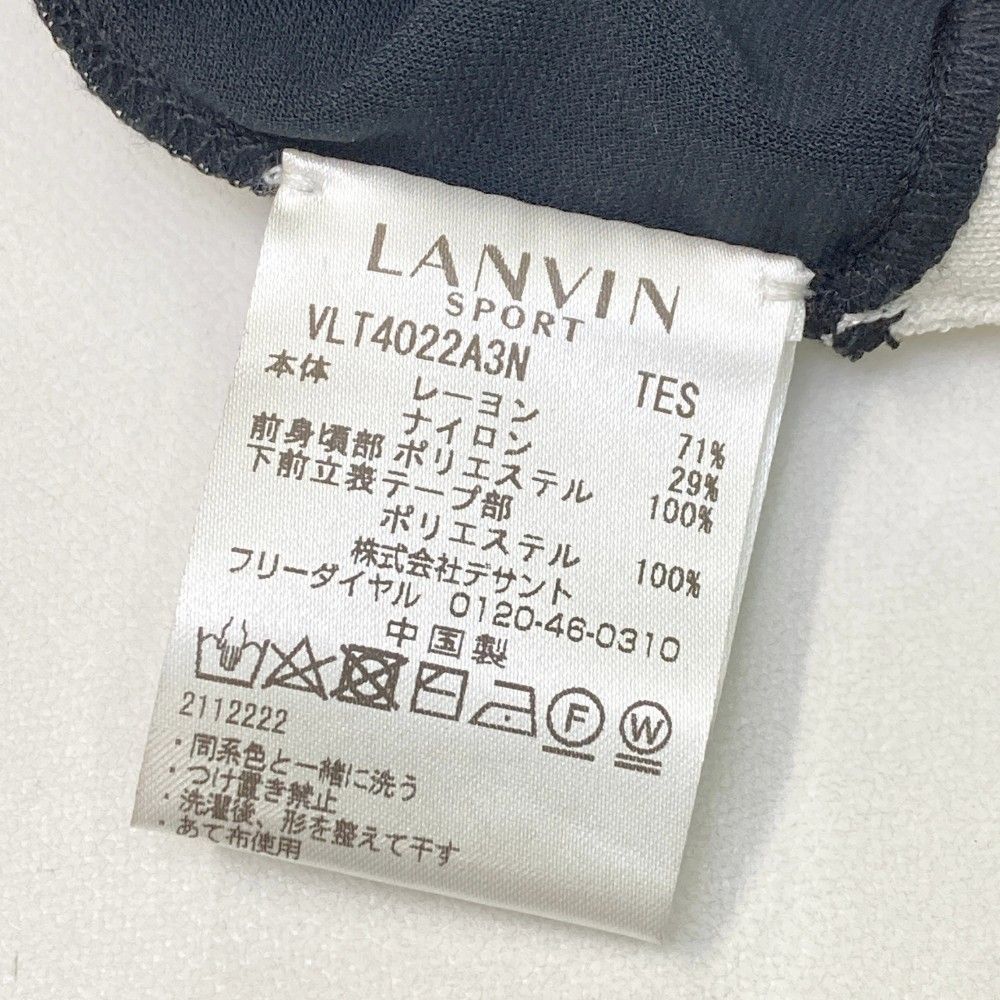 LANVIN
SPORT
VLT4022A3N TES
本体 レーヨン 71%
ナイロン 29%
前身頃部 ポリエステル 100%
下前立表テープ部
ポリエステル 100%
株式会社デサント
フリーダイヤル 0120-46-0310
中国製
F W
2112222
・同系色と一緒に洗う
・つけ置き禁止
・洗濯後、形を整えて干す
・あて布使用